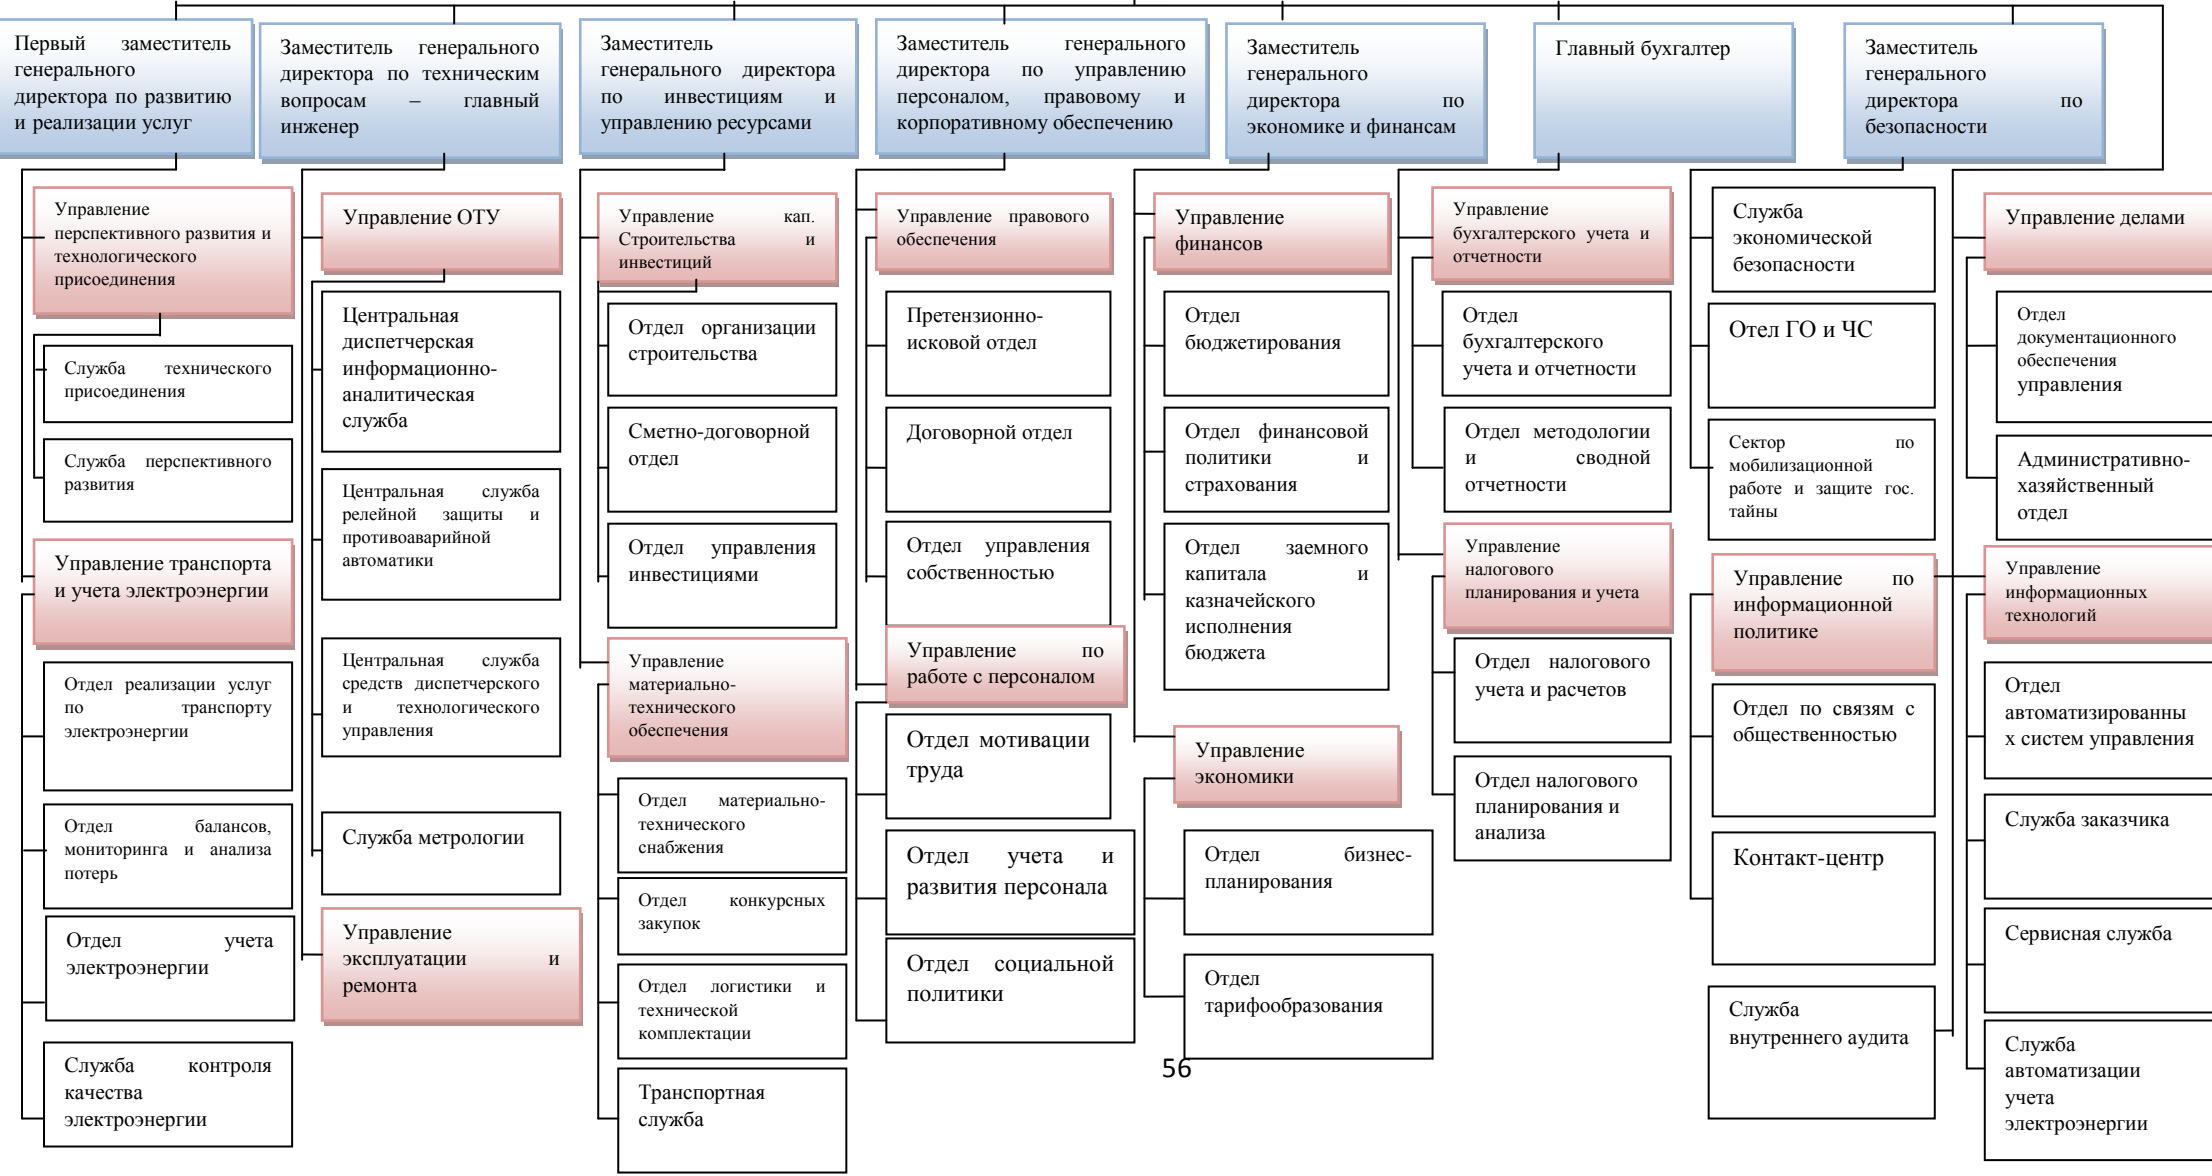 Первый заместитель
генерального
директора по развитию
и реализации услуг
Заместитель генерального
директора по техническим
вопросам – главный
инженер
Заместитель
генерального директора
по инвестициям и
управлению ресурсами
Заместитель генерального
директора по управлению
персоналом, правовому и
корпоративному обеспечению
Заместитель
генерального
директора по
экономике и финансам
Главный бухгалтер
Заместитель
генерального
директора по
безопасности
Управление
перспективного развития и
технологического
присоединения
Служба технического
присоединения
Служба перспективного
развития
Управление транспорта
и учета электроэнергии
Отдел реализации услуг
по транспорту
электроэнергии
Отдел балансов,
мониторинга и анализа
потерь
Отдел учета
электроэнергии
Служба контроля
качества
электроэнергии
Управление ОТУ
Центральная
диспетчерская
информационно-
аналитическая
служба
Центральная служба
релейной защиты и
противоаварийной
автоматики
Центральная служба
средств диспетчерского
и технологического
управления
Служба метрологии
Управление
эксплуатации и
ремонта
Управление кап.
Строительства и
инвестиций
Отдел организации
строительства
Сметно-договорной
отдел
Отдел управления
инвестициями
Управление
материально-
технического
обеспечения
Отдел материально-
технического
снабжения
Отдел конкурсных
закупок
Отдел логистики и
технической
комплектации
Транспортная
служба
Управление правового
обеспечения
Претензионно-
исковой отдел
Договорной отдел
Отдел управления
собственностью
Управление по
работе с персоналом
Отдел мотивации
труда
Отдел учета и
развития персонала
Отдел социальной
политики
Управление
финансов
Отдел
бюджетирования
Отдел финансовой
политики и
страхования
Отдел заемного
капитала и
казначейского
исполнения
бюджета
Управление
экономики
Отдел бизнес-
планирования
Отдел
тарифообразования
Управление
бухгалтерского учета и
отчетности
Отдел
бухгалтерского
учета и отчетности
Отдел методологии
и сводной
отчетности
Управление
налогового
планирования и учета
Отдел налогового
учета и расчетов
Отдел налогового
планирования и
анализа
Служба
экономической
безопасности
Отел ГО и ЧС
Сектор по
мобилизационной
работе и защите гос.
тайны
Управление по
информационной
политике
Отдел по связям с
общественностью
Контакт-центр
Служба
внутреннего аудита
Управление делами
Отдел
документационного
обеспечения
управления
Административно-
хазяйственный
отдел
Управление
информационных
технологий
Отдел
автоматизированны
х систем управления
Служба заказчика
Сервисная служба
Служба
автоматизации
учета
электроэнергии
56